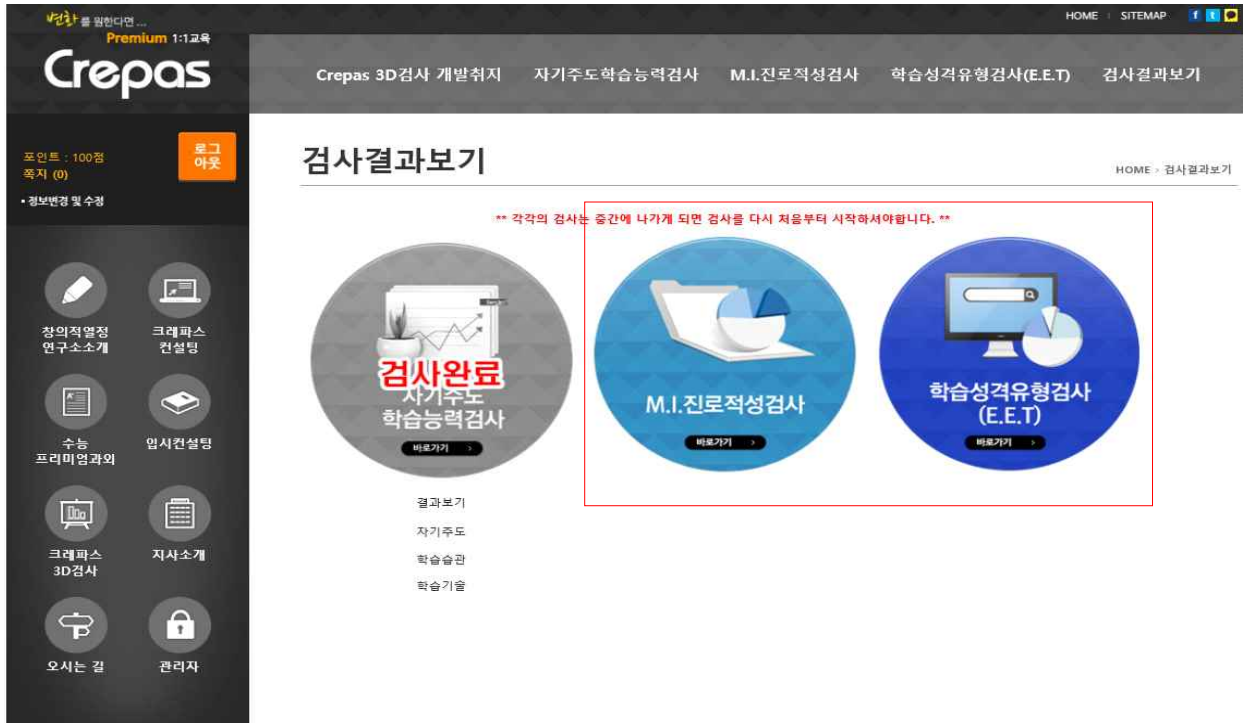 변화를 원한다면 ...
Premium 1:1교육
Crepas
HOME | SITEMAP
f t
Crepas 3D검사 개발취지 자기주도학습능력검사 M.I.진로적성검사 학습성격유형검사(E.E.T) 검사결과보기
포인트 : 100점
쪽지 (0)
로그
아웃
• 정보변경 및 수정
창의적열정
연구소소개
크레파스
컨설팅
수능
프리미엄과외
입시컨설팅
크레파스
3D검사
지사소개
오시는 길
관리자
검사결과보기
HOME > 검사결과보기
** 각각의 검사는 중간에 나가게 되면 검사를 다시 처음부터 시작하셔야합니다. **
검사완료
자기주도
학습능력검사
바로가기 >
M.I.진로적성검사
바로가기 >
학습성격유형검사
(E.E.T)
바로가기 >
결과보기
자기주도
학습습관
학습기술